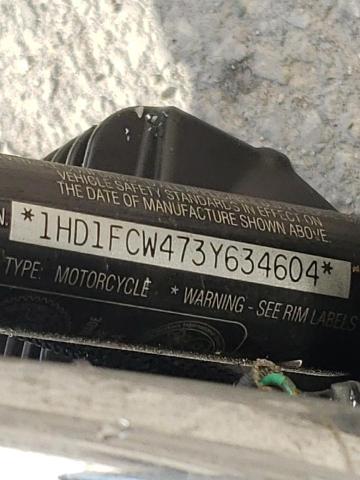 VEHICLE SAFETY STANDARDS IN EFFECT ON
THE DATE OF MANUFACTURE SHOWN ABOVE.
N. *1HD1FCW473Y634604*
TYPE: MOTORCYCLE * WARNING - SEE RIM LABELS